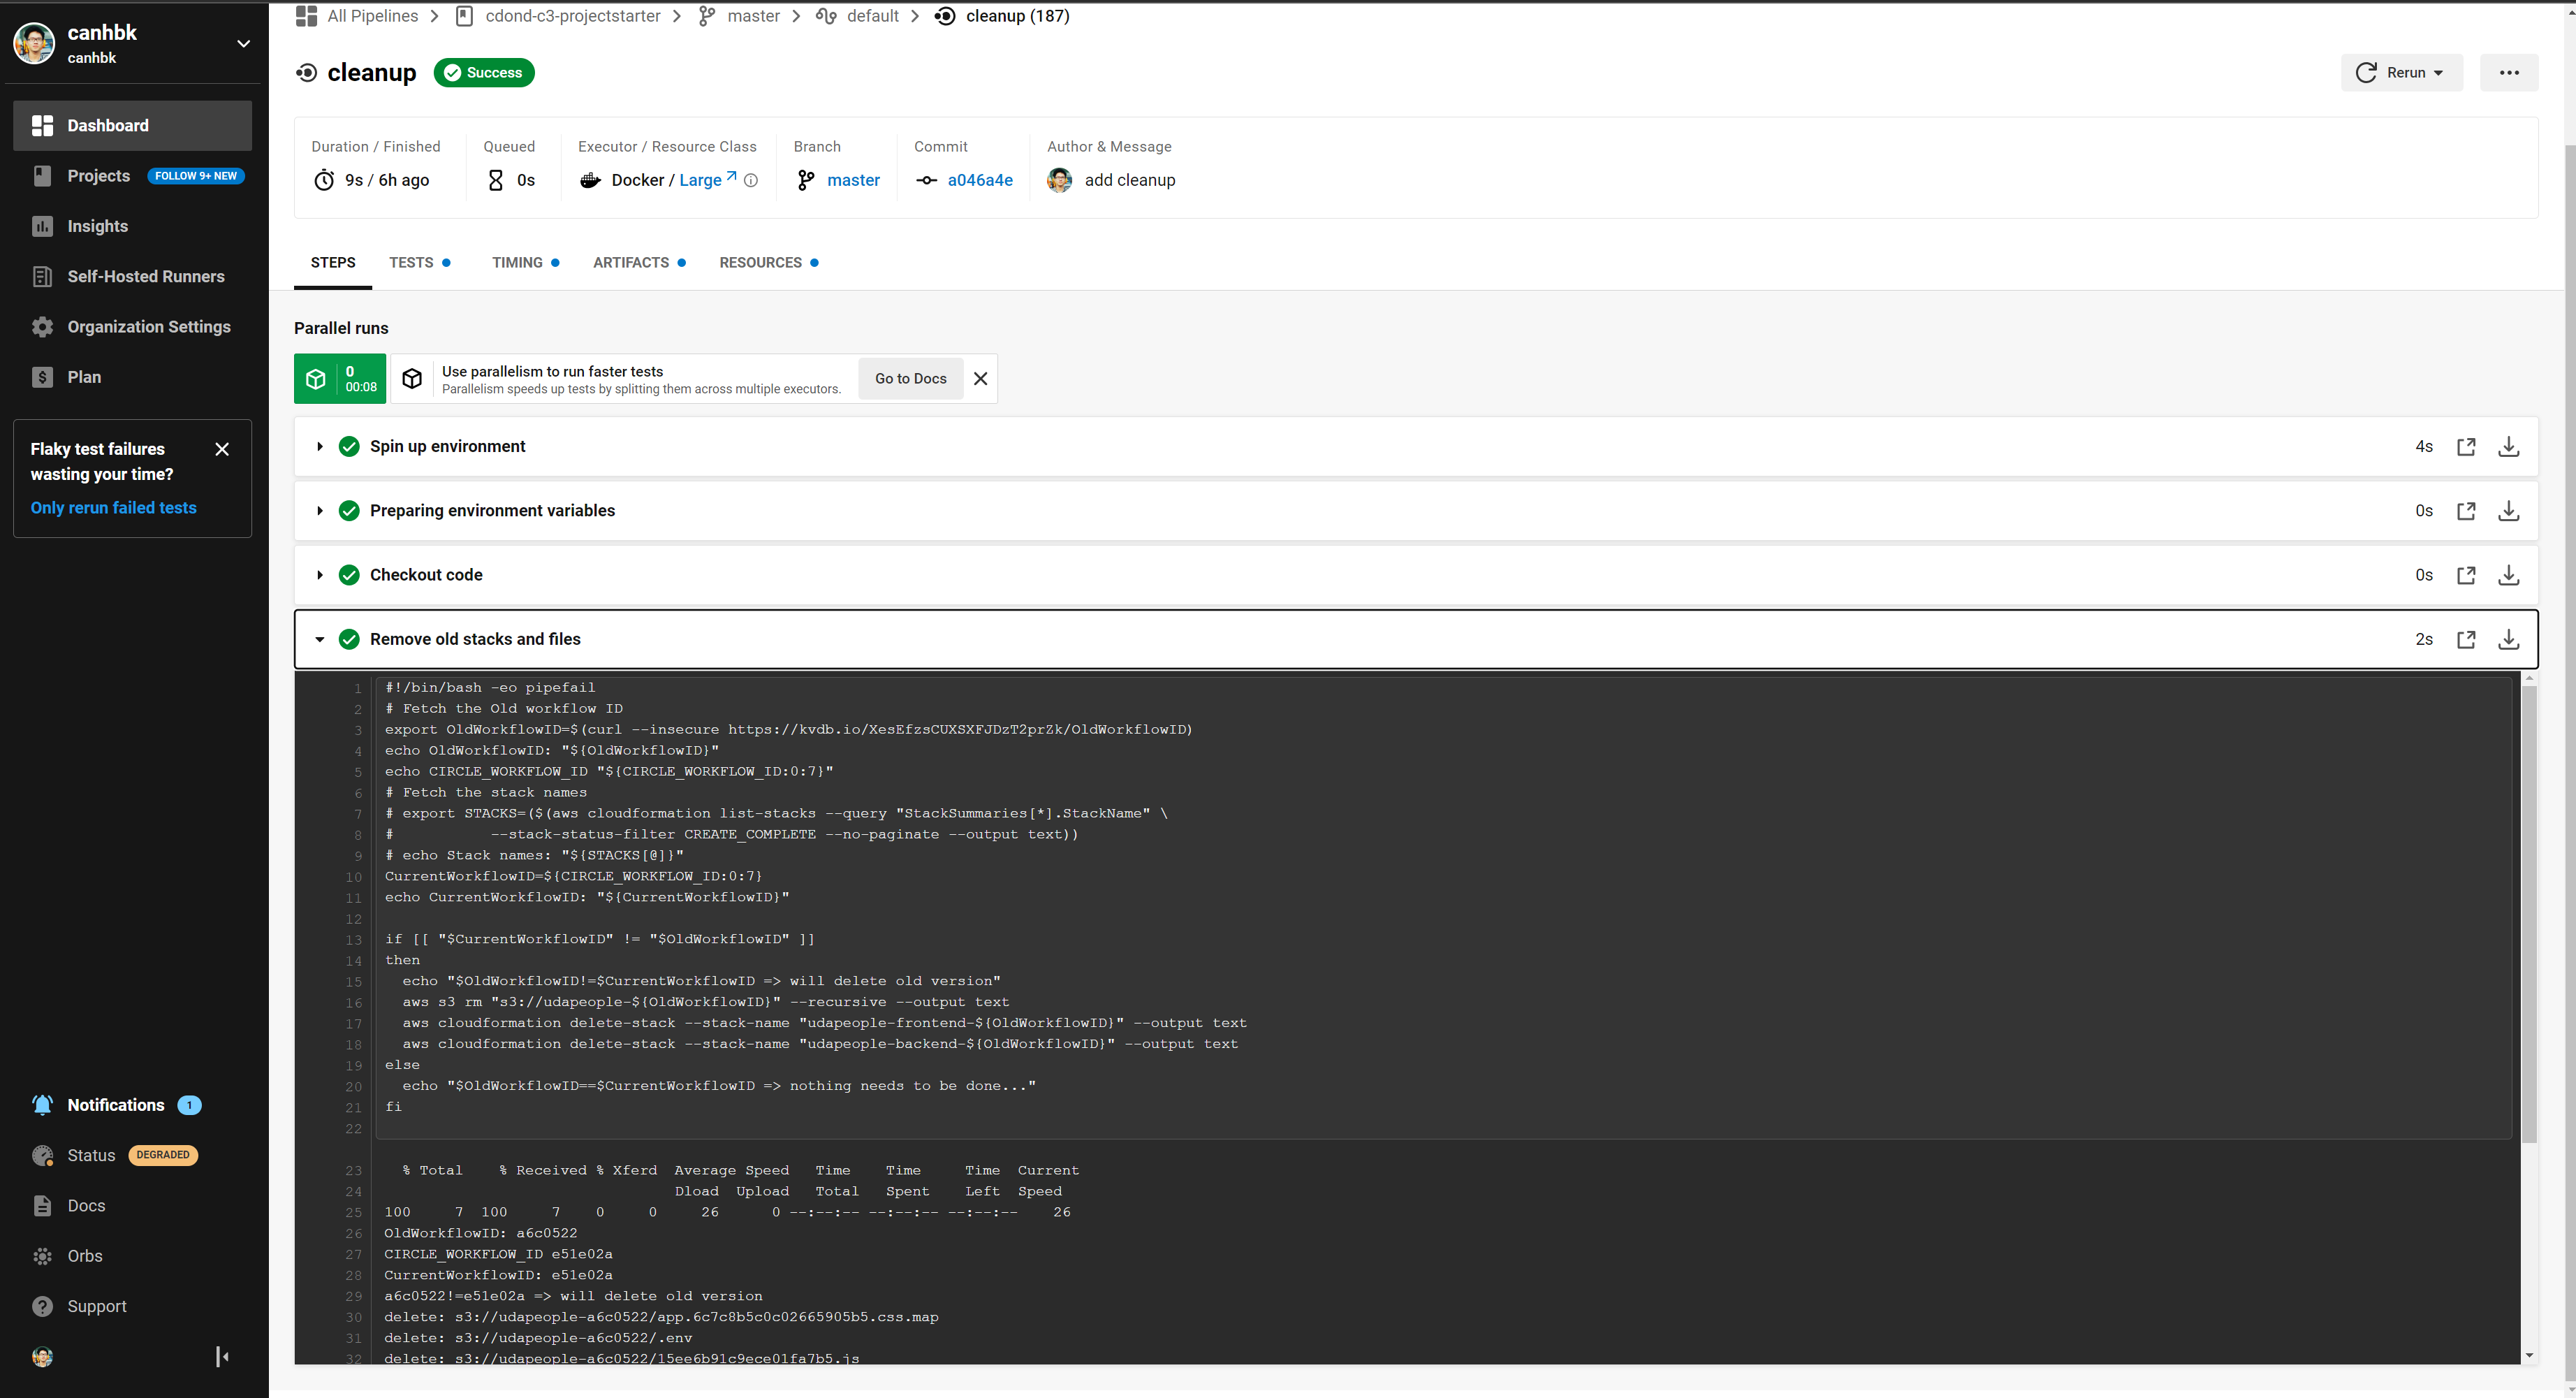 canhbk
canhbk
Dashboard
Projects FOLLOW 9+ NEW
Insights
Self-Hosted Runners
Organization Settings
Plan
Flaky test failures
wasting your time?
Only rerun failed tests
Notifications 1
Status DEGRADED
Docs
Orbs
Support
All Pipelines > cdond-c3-projectstarter > master > default > cleanup (187)
cleanup Success
Rerun
Duration / Finished Queued Executor / Resource Class Branch Commit Author & Message
9s / 6h ago 0s Docker / Large master a046a4e add cleanup
STEPS TESTS TIMING ARTIFACTS RESOURCES
Parallel runs
0
00:08
Use parallelism to run faster tests
Parallelism speeds up tests by splitting them across multiple executors.
Go to Docs
Spin up environment 4s
Preparing environment variables 0s
Checkout code 0s
Remove old stacks and files 2s
1 #!/bin/bash -eo pipefail
2 # Fetch the Old workflow ID
3 export OldWorkflowID=$(curl --insecure https://kvdb.io/XesEfzsCUXSXFJDzT2prZk/OldWorkflowID)
4 echo OldWorkflowID: "${OldWorkflowID}"
5 echo CIRCLE_WORKFLOW_ID "${CIRCLE_WORKFLOW_ID:0:7}"
6 # Fetch the stack names
7 # export STACKS=($(aws cloudformation list-stacks --query "StackSummaries[*].StackName" \
8 #           --stack-status-filter CREATE_COMPLETE --no-paginate --output text))
9 # echo Stack names: "${STACKS[@]}"
10 CurrentWorkflowID=${CIRCLE_WORKFLOW_ID:0:7}
11 echo CurrentWorkflowID: "${CurrentWorkflowID}"
12
13 if [[ "$CurrentWorkflowID" != "$OldWorkflowID" ]]
14 then
15   echo "$OldWorkflowID!=$CurrentWorkflowID => will delete old version"
16   aws s3 rm "s3://udapeople-${OldWorkflowID}" --recursive --output text
17   aws cloudformation delete-stack --stack-name "udapeople-frontend-${OldWorkflowID}" --output text
18   aws cloudformation delete-stack --stack-name "udapeople-backend-${OldWorkflowID}" --output text
19 else
20   echo "$OldWorkflowID==$CurrentWorkflowID => nothing needs to be done..."
21 fi
22
23   % Total    % Received % Xferd  Average Speed   Time    Time     Time  Current
24                                  Dload  Upload   Total   Spent    Left  Speed
25 100     7  100     7    0     0     26      0 --:--:-- --:--:-- --:--:--    26
26 OldWorkflowID: a6c0522
27 CIRCLE_WORKFLOW_ID e51e02a
28 CurrentWorkflowID: e51e02a
29 a6c0522!=e51e02a => will delete old version
30 delete: s3://udapeople-a6c0522/app.6c7c8b5c0c02665905b5.css.map
31 delete: s3://udapeople-a6c0522/.env
32 delete: s3://udapeople-a6c0522/15ee6b91c9ece01fa7b5.js